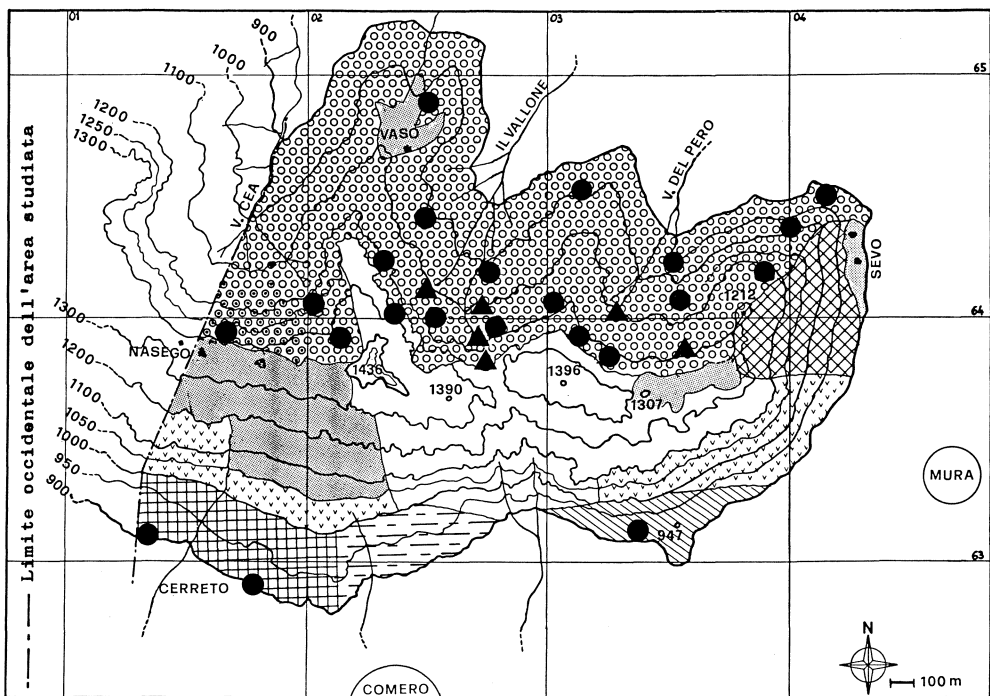 01
02
03
04
900
1000
1100
1200
1250
1300
65
VASO
IL VALLONE
V. DEL PERO
V. CEA
SEVO
1212
64
1300
NASEGO
1200
1436
1390
1396
1307
1100
1050
1000
950
900
MURA
947
63
CERRETO
COMERO
N
100 m
Limite occidentale dell'area studiata